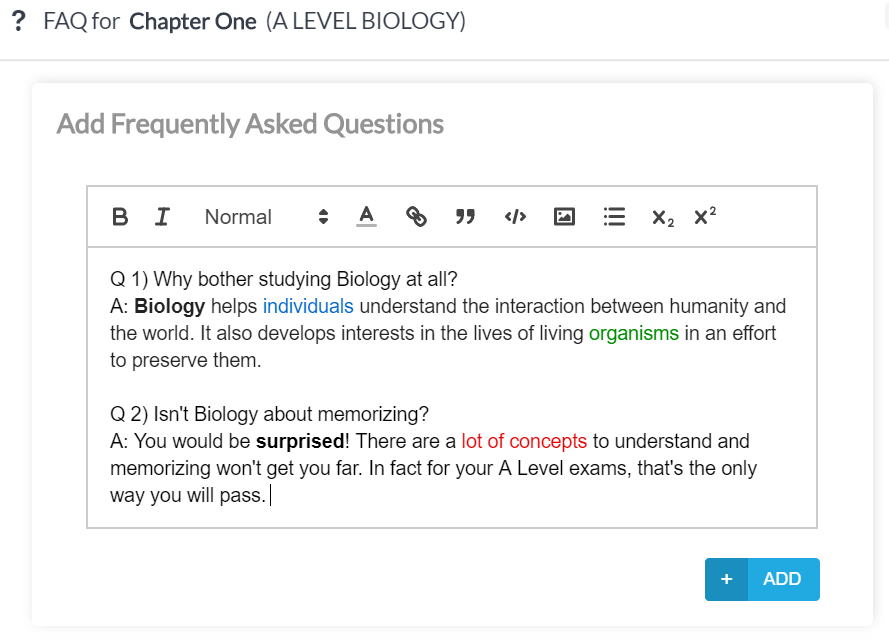 ? FAQ for Chapter One (A LEVEL BIOLOGY)
Add Frequently Asked Questions
B I Normal A </> X2 X2
Q 1) Why bother studying Biology at all?
A: Biology helps individuals understand the interaction between humanity and
the world. It also develops interests in the lives of living organisms in an effort
to preserve them.
Q 2) Isn't Biology about memorizing?
A: You would be surprised! There are a lot of concepts to understand and
memorizing won't get you far. In fact for your A Level exams, that's the only
way you will pass.
+ ADD